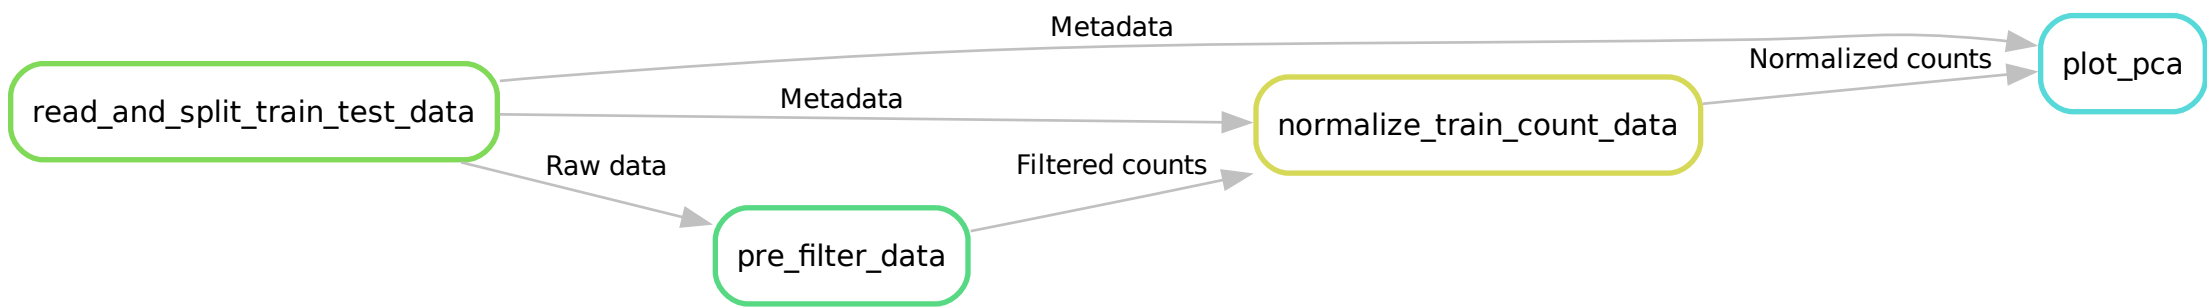 Metadata
Normalized counts
plot_pca
read_and_split_train_test_data
Metadata
normalize_train_count_data
Raw data
Filtered counts
pre_filter_data